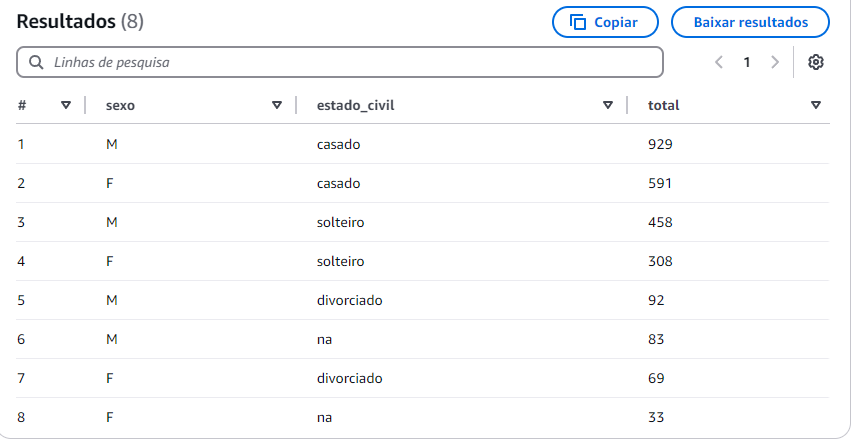 Resultados (8) Copiar Baixar resultados
Linhas de pesquisa 1
# sexo estado_civil total
1 M casado 929
2 F casado 591
3 M solteiro 458
4 F solteiro 308
5 M divorciado 92
6 M na 83
7 F divorciado 69
8 F na 33